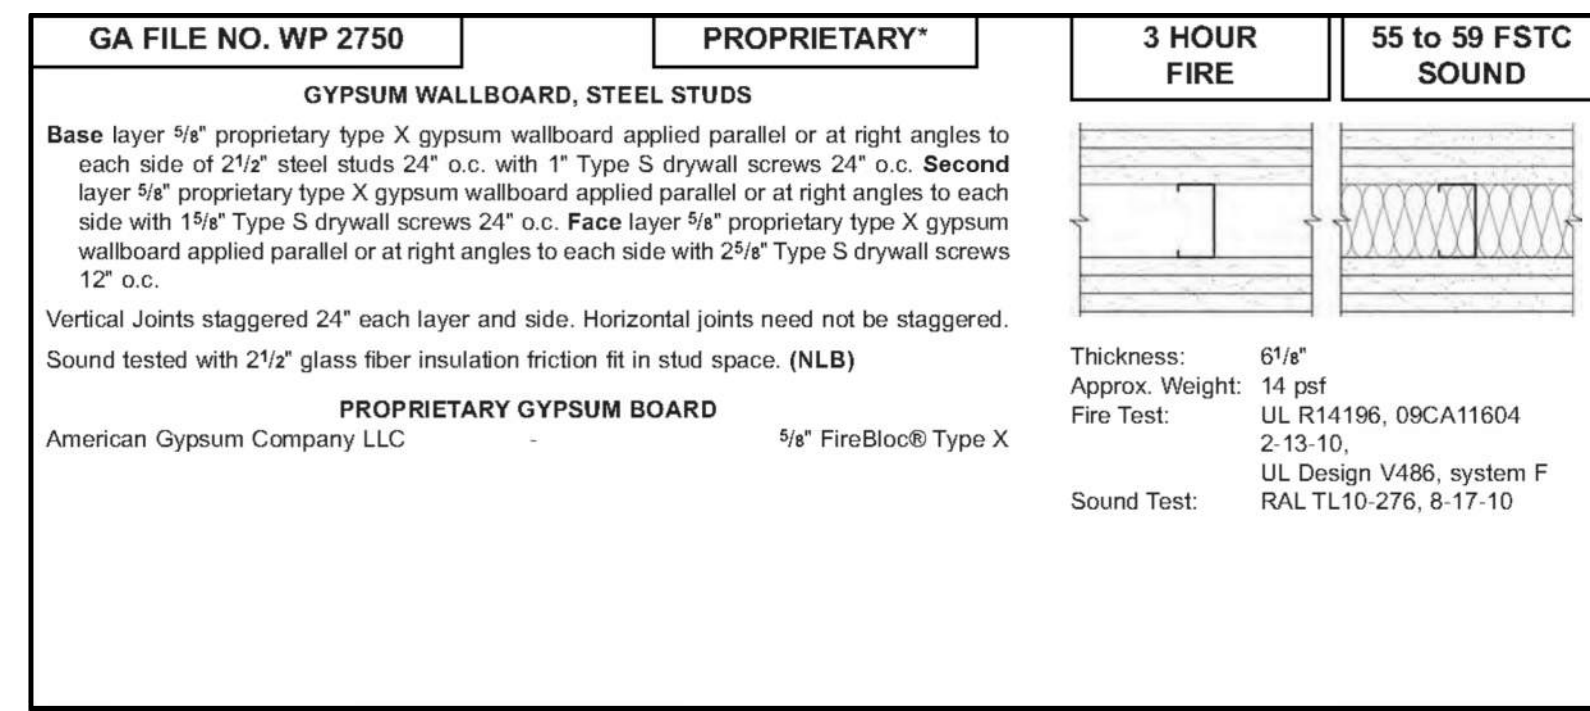 GA FILE NO. WP 2750
PROPRIETARY*
3 HOUR
FIRE
55 to 59 FSTC
SOUND
GYPSUM WALLBOARD, STEEL STUDS
Base layer 5/8" proprietary type X gypsum wallboard applied parallel or at right angles to
each side of 21/2" steel studs 24" o.c. with 1" Type S drywall screws 24" o.c. Second
layer 5/8" proprietary type X gypsum wallboard applied parallel or at right angles to each
side with 15/8" Type S drywall screws 24" o.c. Face layer 5/8" proprietary type X gypsum
wallboard applied parallel or at right angles to each side with 25/8" Type S drywall screws
12" o.c.
Vertical Joints staggered 24" each layer and side. Horizontal joints need not be staggered.
Sound tested with 21/2" glass fiber insulation friction fit in stud space. (NLB)
PROPRIETARY GYPSUM BOARD
American Gypsum Company LLC - 5/8" FireBloc® Type X
Thickness: 61/8"
Approx. Weight: 14 psf
Fire Test: UL R14196, 09CA11604
2-13-10,
UL Design V486, system F
Sound Test: RAL TL10-276, 8-17-10